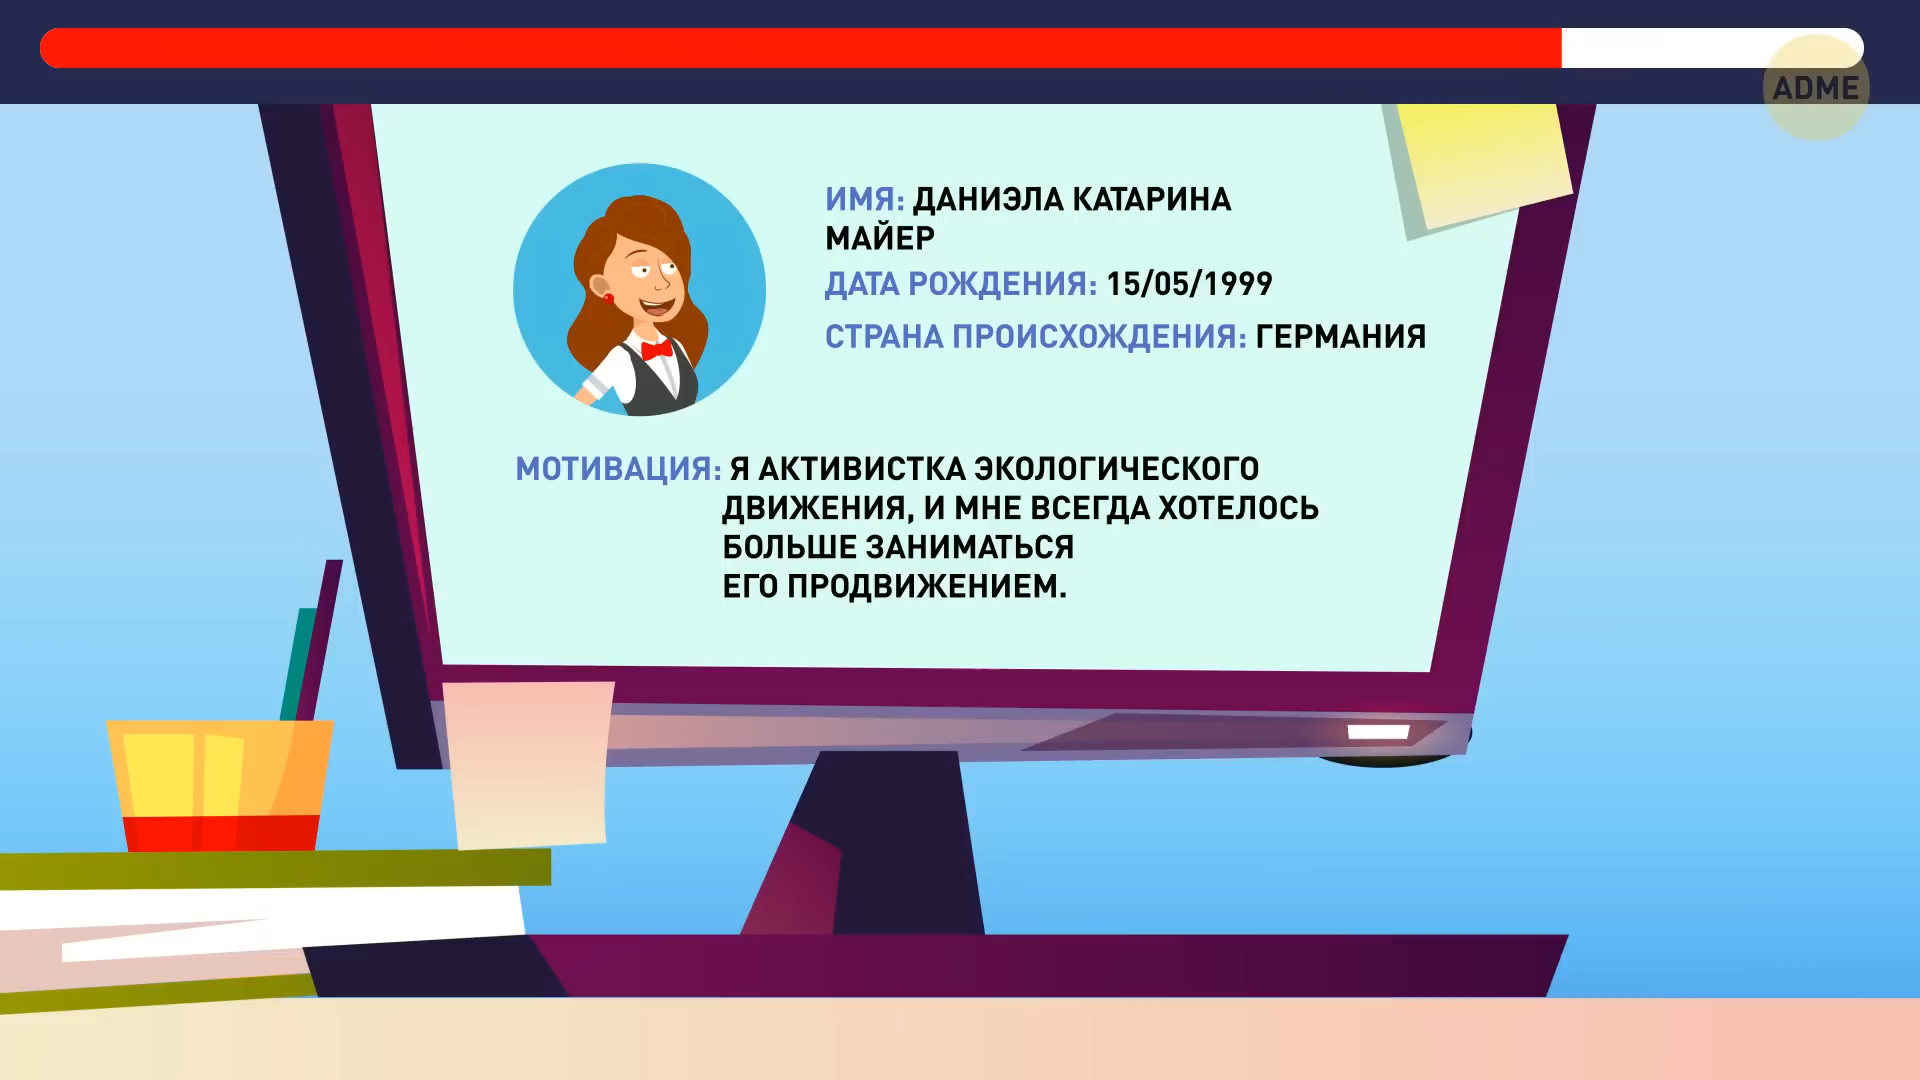 ADME
ИМЯ: ДАНИЭЛА КАТАРИНА
МАЙЕР
ДАТА РОЖДЕНИЯ: 15/05/1999
СТРАНА ПРОИСХОЖДЕНИЯ: ГЕРМАНИЯ
МОТИВАЦИЯ: Я АКТИВИСТКА ЭКОЛОГИЧЕСКОГО
ДВИЖЕНИЯ, И МНЕ ВСЕГДА ХОТЕЛОСЬ
БОЛЬШЕ ЗАНИМАТЬСЯ
ЕГО ПРОДВИЖЕНИЕМ.